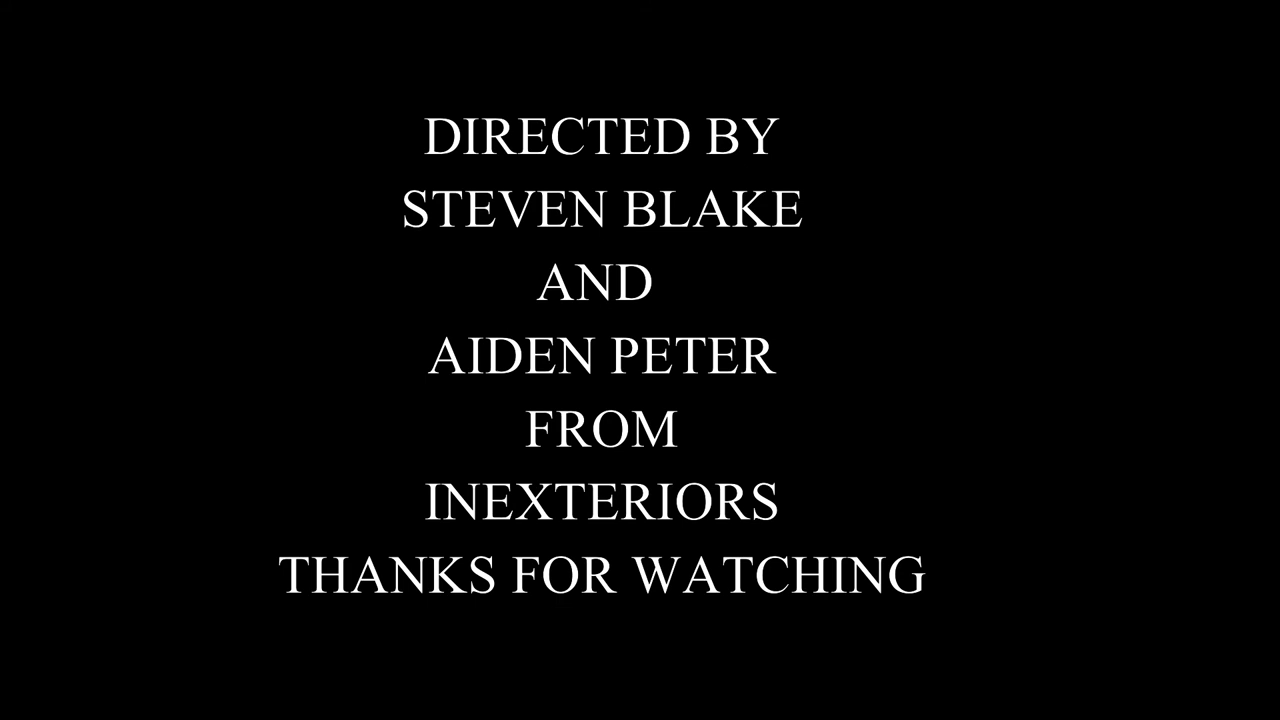 DIRECTED BY
STEVEN BLAKE
AND
AIDEN PETER
FROM
INEXTERIORS
THANKS FOR WATCHING